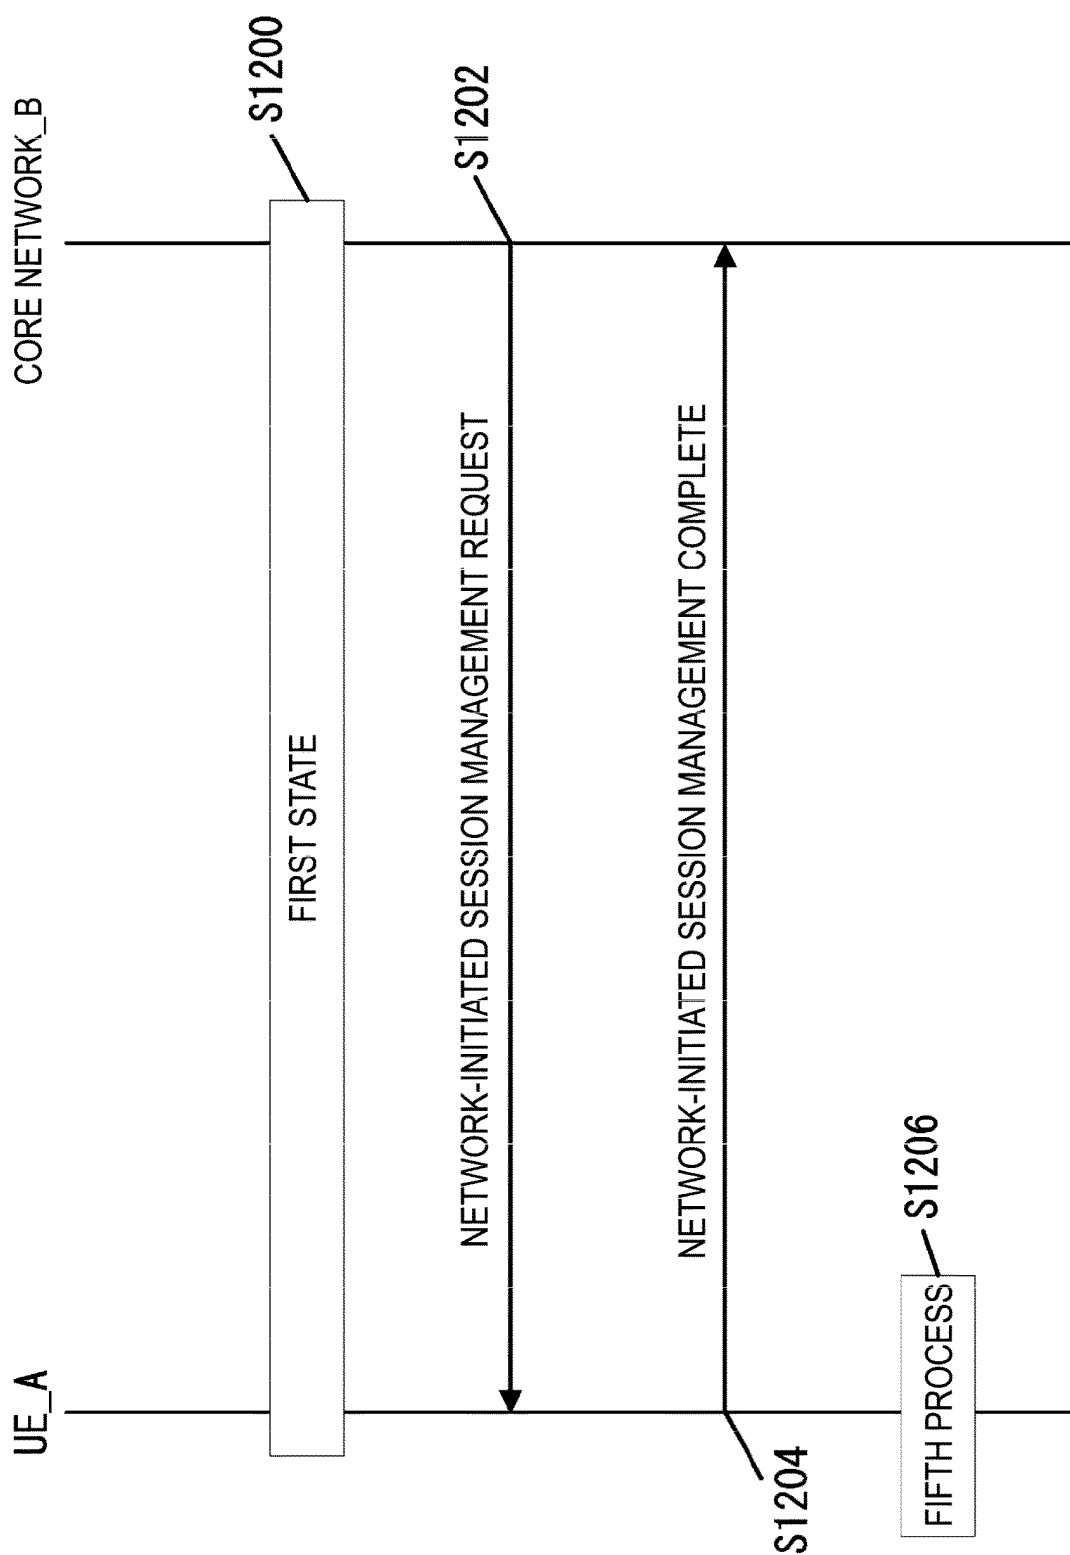 UE_A
CORE NETWORK_B
S1200
FIRST STATE
S1202
NETWORK-INITIATED SESSION MANAGEMENT REQUEST
NETWORK-INITIATED SESSION MANAGEMENT COMPLETE
S1204
FIFTH PROCESS
S1206